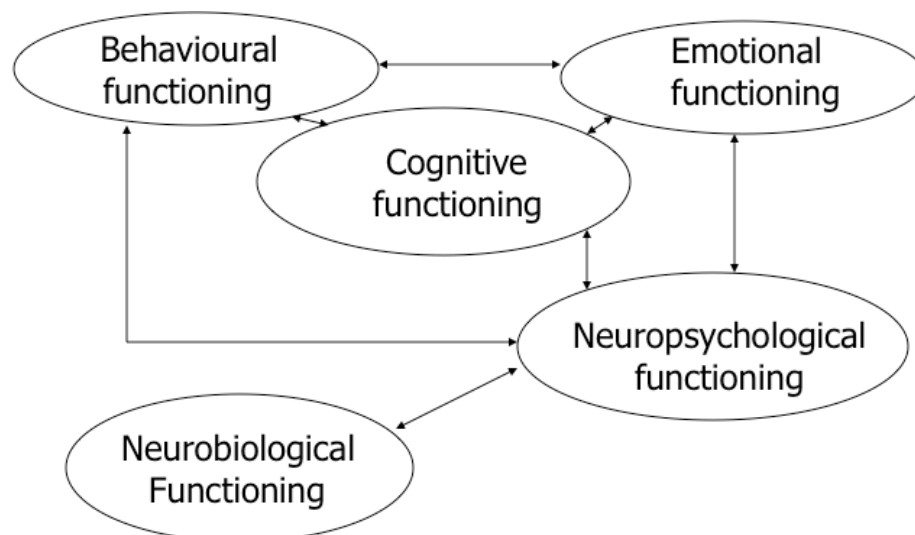 Behavioural
functioning
Emotional
functioning
Cognitive
functioning
Neuropsychological
functioning
Neurobiological
Functioning